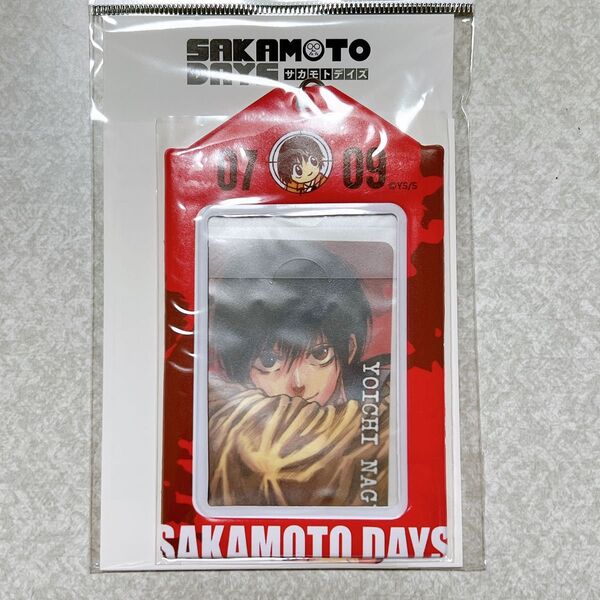 SAKAMOTO
DAYS サカモトデイズ
07 09
©YS/S
YOICHI NAG
SAKAMOTO DAYS